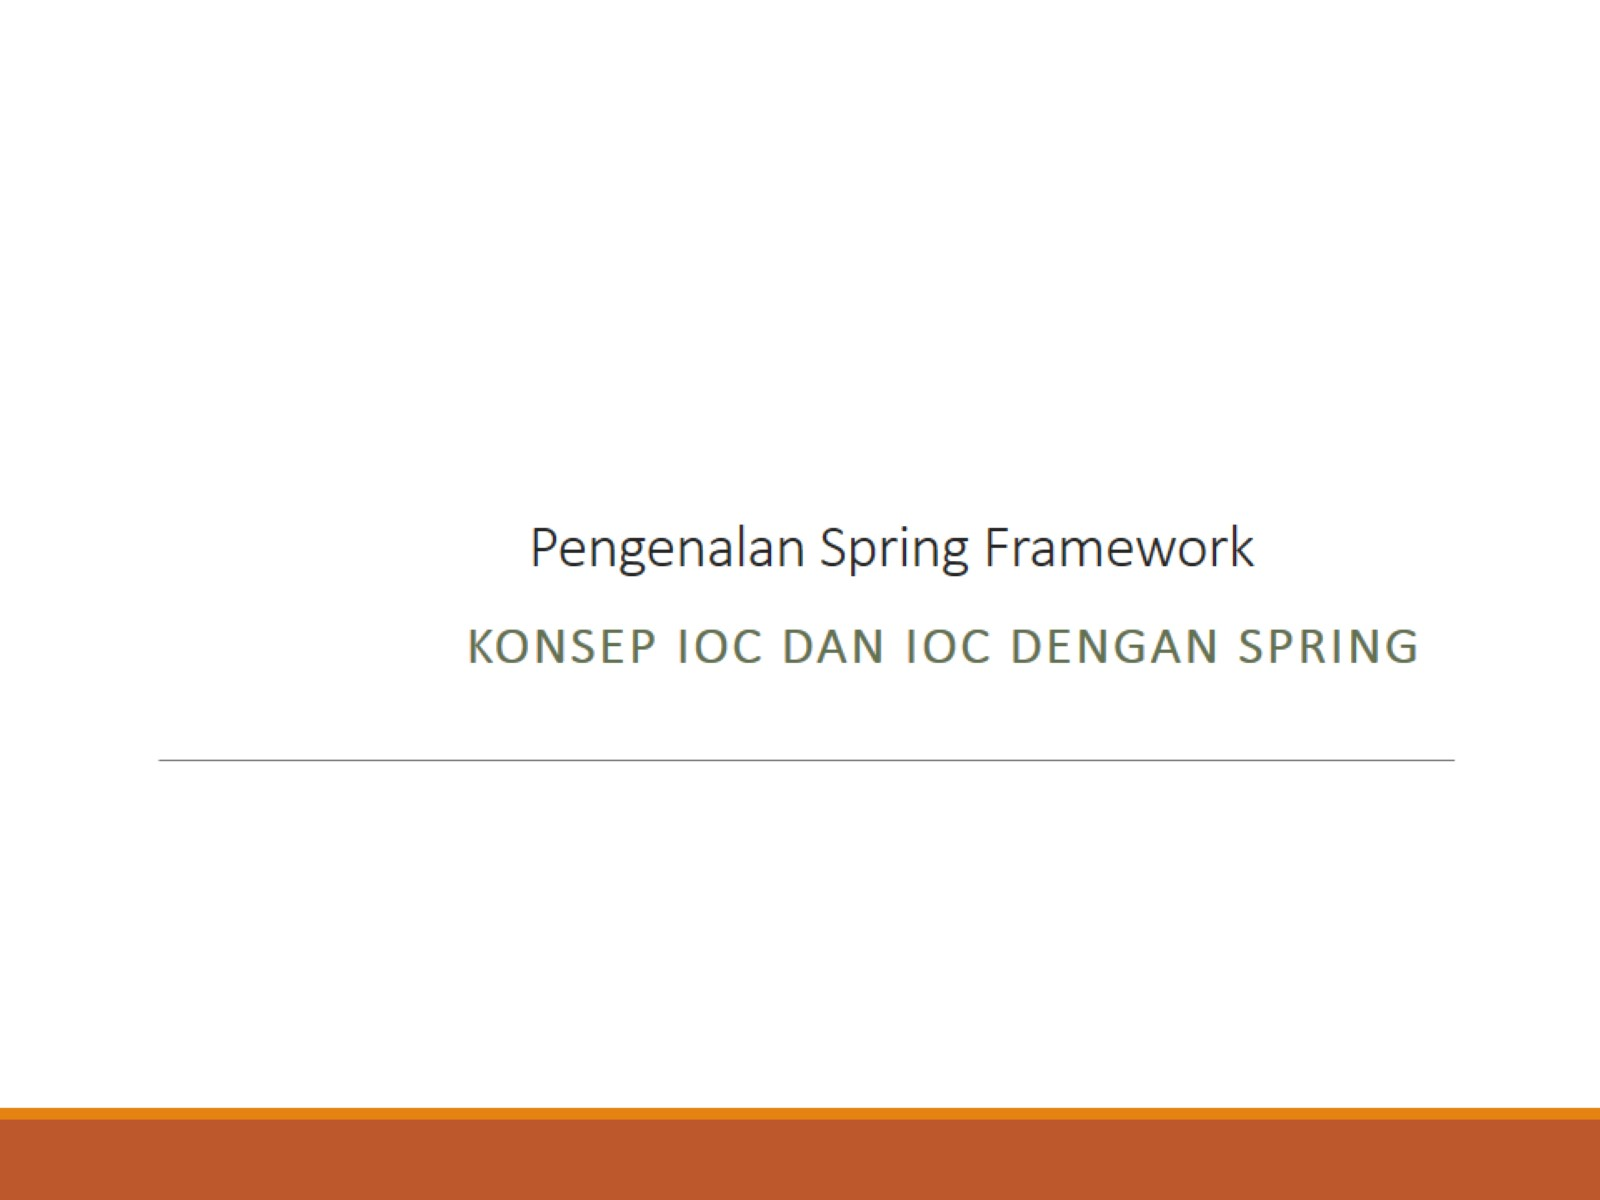 Pengenalan Spring Framework
KONSEP IOC DAN IOC DENGAN SPRING